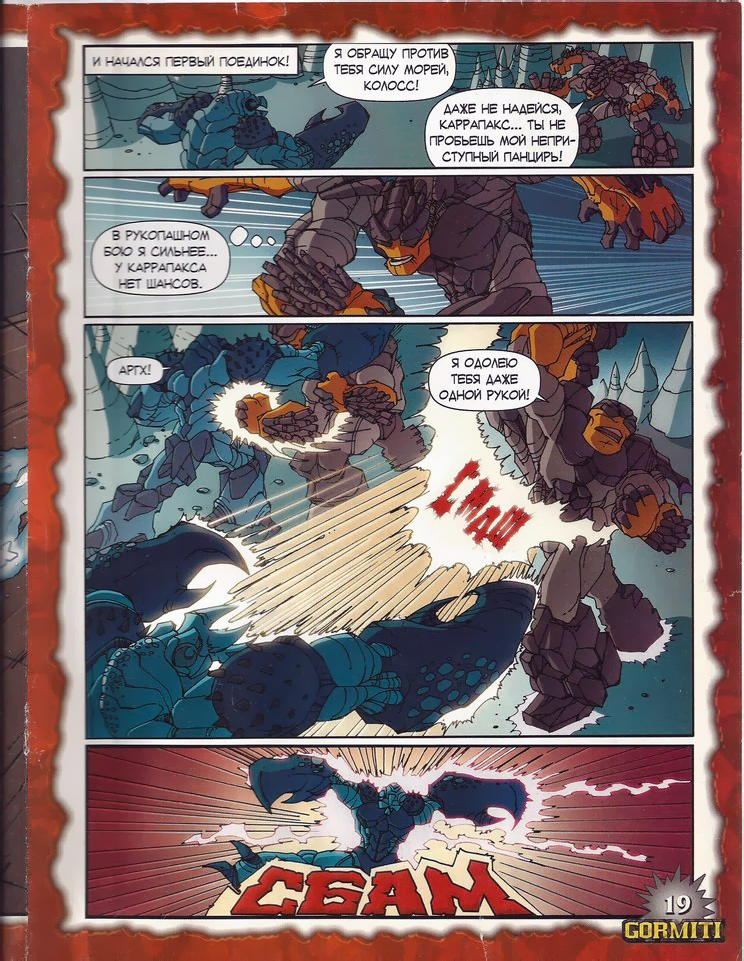 И НАЧАЛСЯ ПЕРВЫЙ ПОЕДИНОК!
Я ОБРАЩУ ПРОТИВ
ТЕБЯ СИЛУ МОРЕЙ,
КОЛОСС!
ДАЖЕ НЕ НАДЕЙСЯ,
КАРРАПАКС... ТЫ НЕ
ПРОБЬЕШЬ МОЙ НЕПРИ-
СТУПНЫЙ ПАНЦИРЬ!
В РУКОПАШНОМ
БОЮ Я СИЛЬНЕЕ...
У КАРРАПАКСА
НЕТ ШАНСОВ.
АРГХ!
Я ОДОЛЕЮ
ТЕБЯ ДАЖЕ
ОДНОЙ РУКОЙ!
СМАШ
СБАМ
19
GORMITI